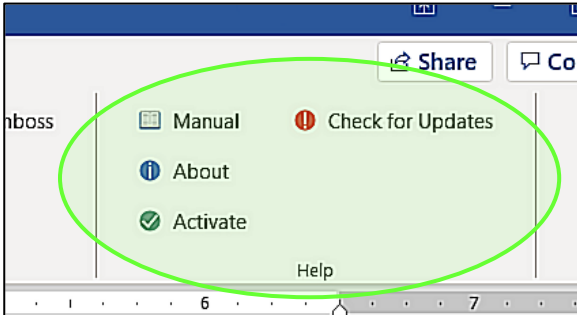 Share
Co
nboss
Manual
Check for Updates
About
Activate
Help
6
7